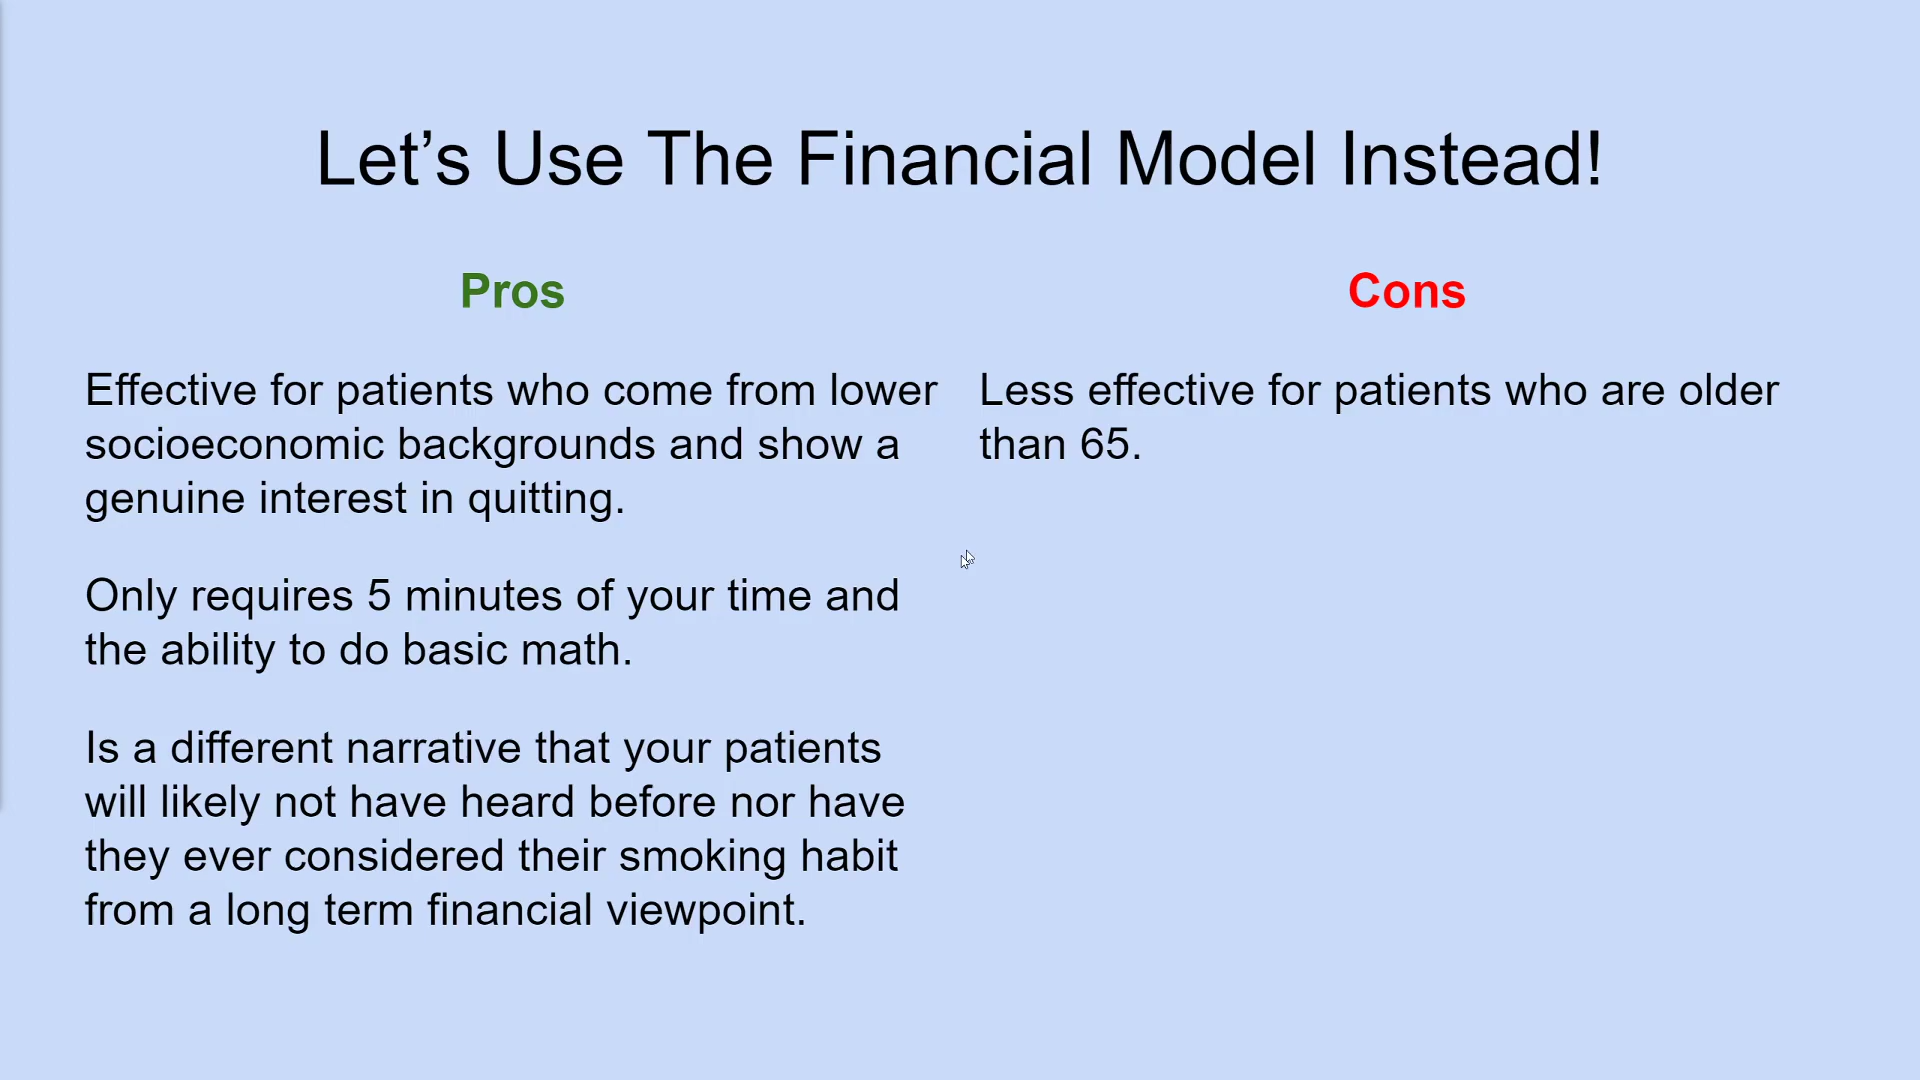 Let’s Use The Financial Model Instead!
Pros
Effective for patients who come from lower
socioeconomic backgrounds and show a
genuine interest in quitting.
Only requires 5 minutes of your time and
the ability to do basic math.
Is a different narrative that your patients
will likely not have heard before nor have
they ever considered their smoking habit
from a long term financial viewpoint.
Cons
Less effective for patients who are older
than 65.